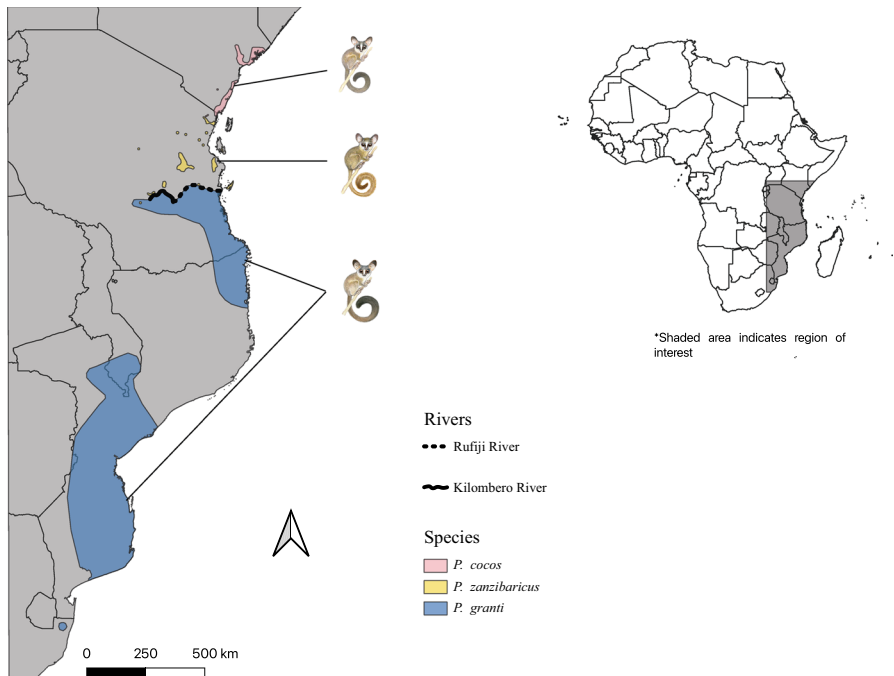 *Shaded area indicates region of
interest
Rivers
Rufiji River
Kilombero River
Species
P. cocos
P. zanzibaricus
P. granti
0 250 500 km